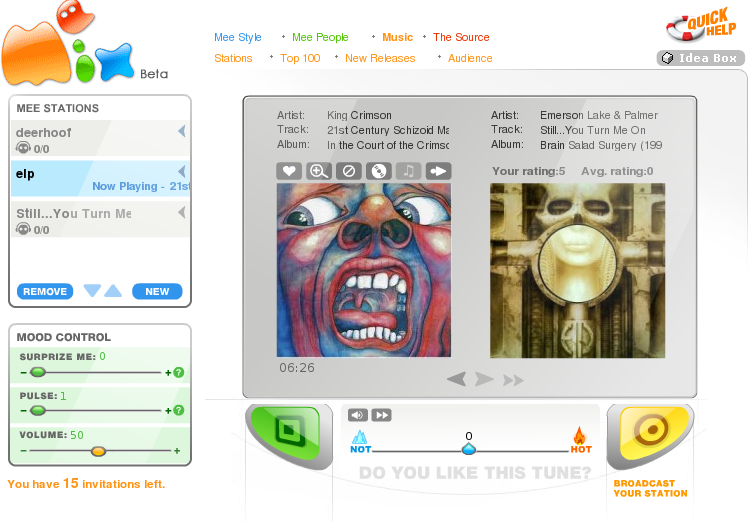 Mee Style Mee People Music The Source
Stations Top 100 New Releases Audience
QUICK HELP
Idea Box
Beta
MEE STATIONS
deerhoof
0/0
elp
Now Playing - 21st
Still...You Turn Me
0/0
REMOVE NEW
Artist: King Crimson
Track: 21st Century Schizoid Ma
Album: In the Court of the Crimso
Artist: Emerson Lake & Palmer
Track: Still...You Turn Me On
Album: Brain Salad Surgery (199
Your rating:5 Avg. rating:0
06:26
MOOD CONTROL
SURPRIZE ME: 0
- + ?
PULSE: 1
- + ?
VOLUME: 50
- +
You have 15 invitations left.
0
NOT HOT
DO YOU LIKE THIS TUNE?
BROADCAST
YOUR STATION